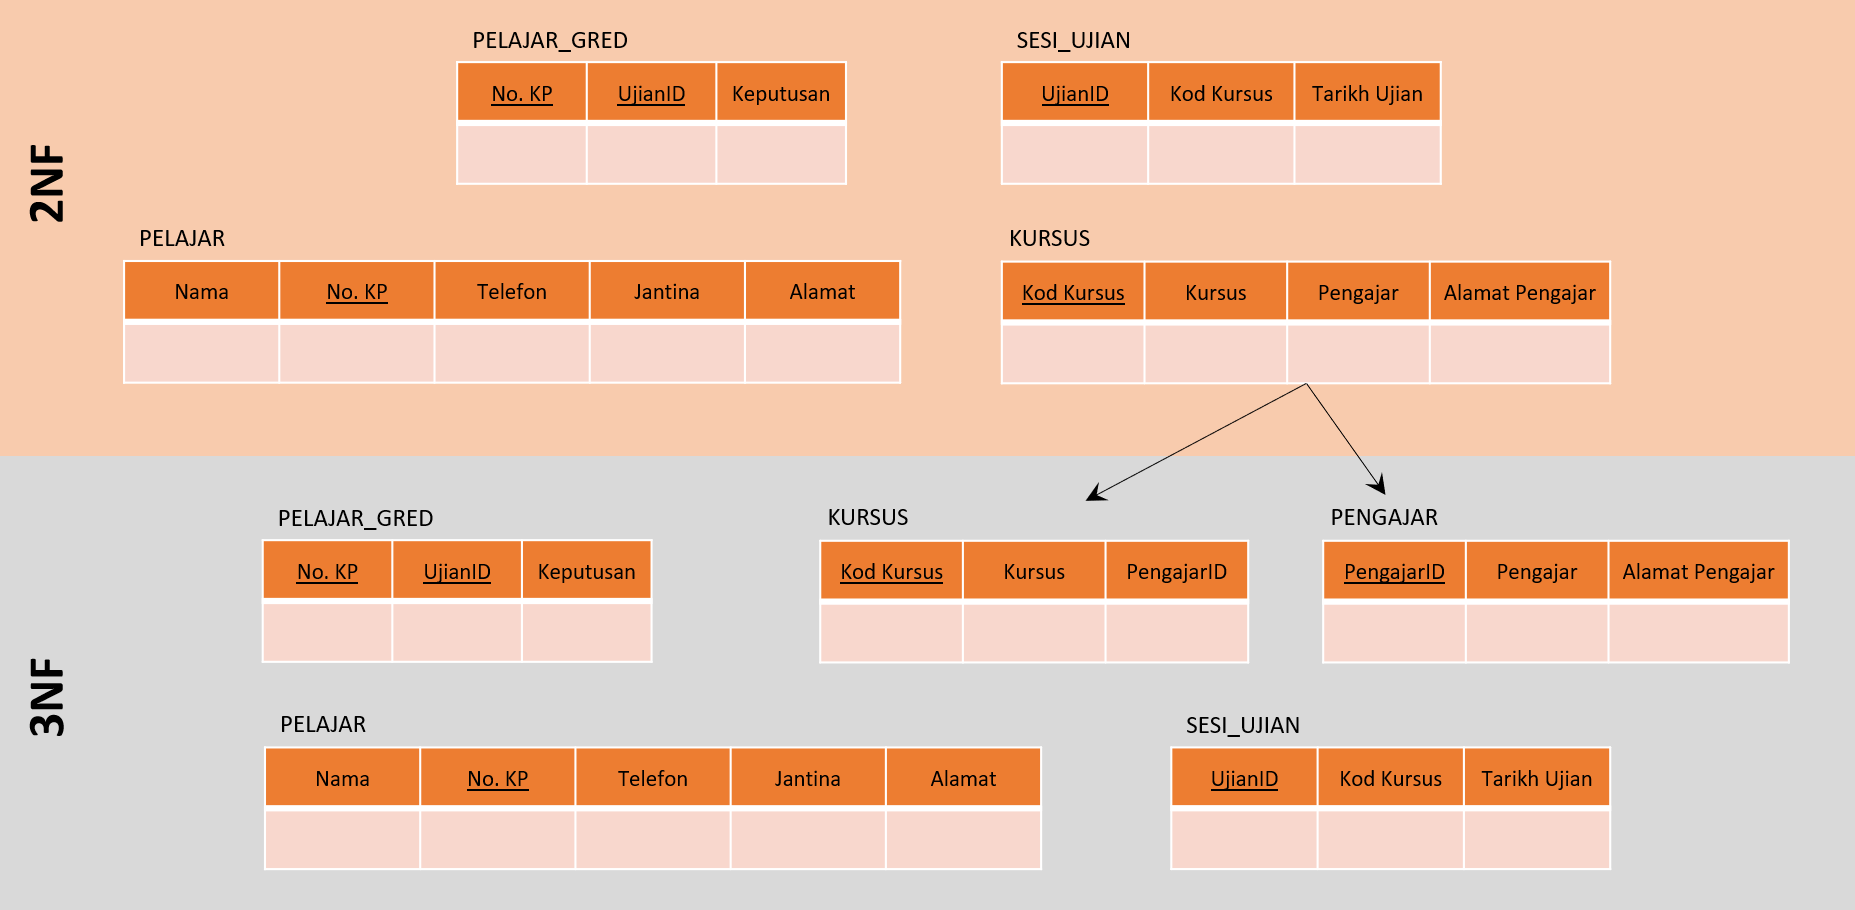 2NF
PELAJAR_GRED
No. KP UjianID Keputusan
SESI_UJIAN
UjianID Kod Kursus Tarikh Ujian
PELAJAR
Nama No. KP Telefon Jantina Alamat
KURSUS
Kod Kursus Kursus Pengajar Alamat Pengajar
3NF
PELAJAR_GRED
No. KP UjianID Keputusan
KURSUS
Kod Kursus Kursus PengajarID
PENGAJAR
PengajarID Pengajar Alamat Pengajar
PELAJAR
Nama No. KP Telefon Jantina Alamat
SESI_UJIAN
UjianID Kod Kursus Tarikh Ujian